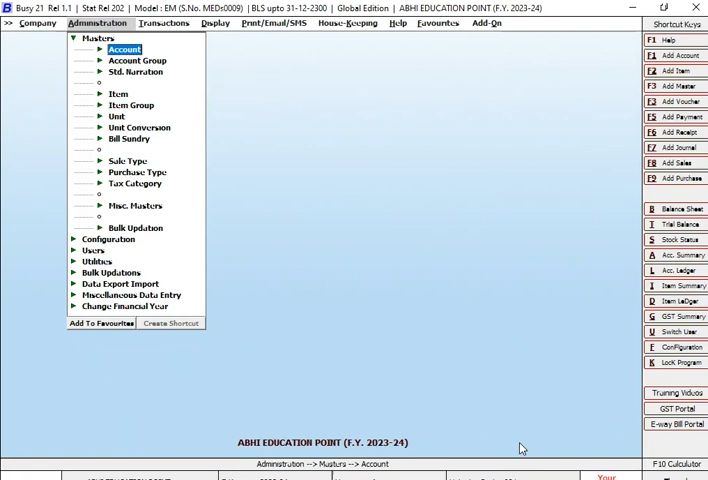 Busy 21 Rel 1.1 | Stat Rel 202 | Model : EM (S.No. MEDs0009) | BLS upto 31-12-2300 | Global Edition | ABHI EDUCATION POINT (F.Y. 2023-24)
>> Company Administration Transactions Display Print/Email/SMS House-Keeping Help Favourites Add-On
Shortcut Keys
Masters
Account
Account Group
Std. Narration
Item
Item Group
Unit
Unit Conversion
Bill Sundry
Sale Type
Purchase Type
Tax Category
Misc. Masters
Bulk Updation
Configuration
Users
Utilities
Bulk Updations
Data Export Import
Miscellaneous Data Entry
Change Financial Year
Add To Favourites Create Shortcut
F1 Help
F1 Add Account
F2 Add Item
F3 Add Master
F3 Add Voucher
F5 Add Payment
F6 Add Receipt
F7 Add Journal
F8 Add Sales
F9 Add Purchase
B Balance Sheet
T Trial Balance
S Stock Status
A Acc. Summary
L Acc. Ledger
I Item Summary
D Item LeDger
G GST Summary
U Switch User
F ConFiguration
K LocK Program
Training Videos
GST Portal
E-way Bill Portal
ABHI EDUCATION POINT (F.Y. 2023-24)
Administration --> Masters --> Account
F10 Calculator
Your